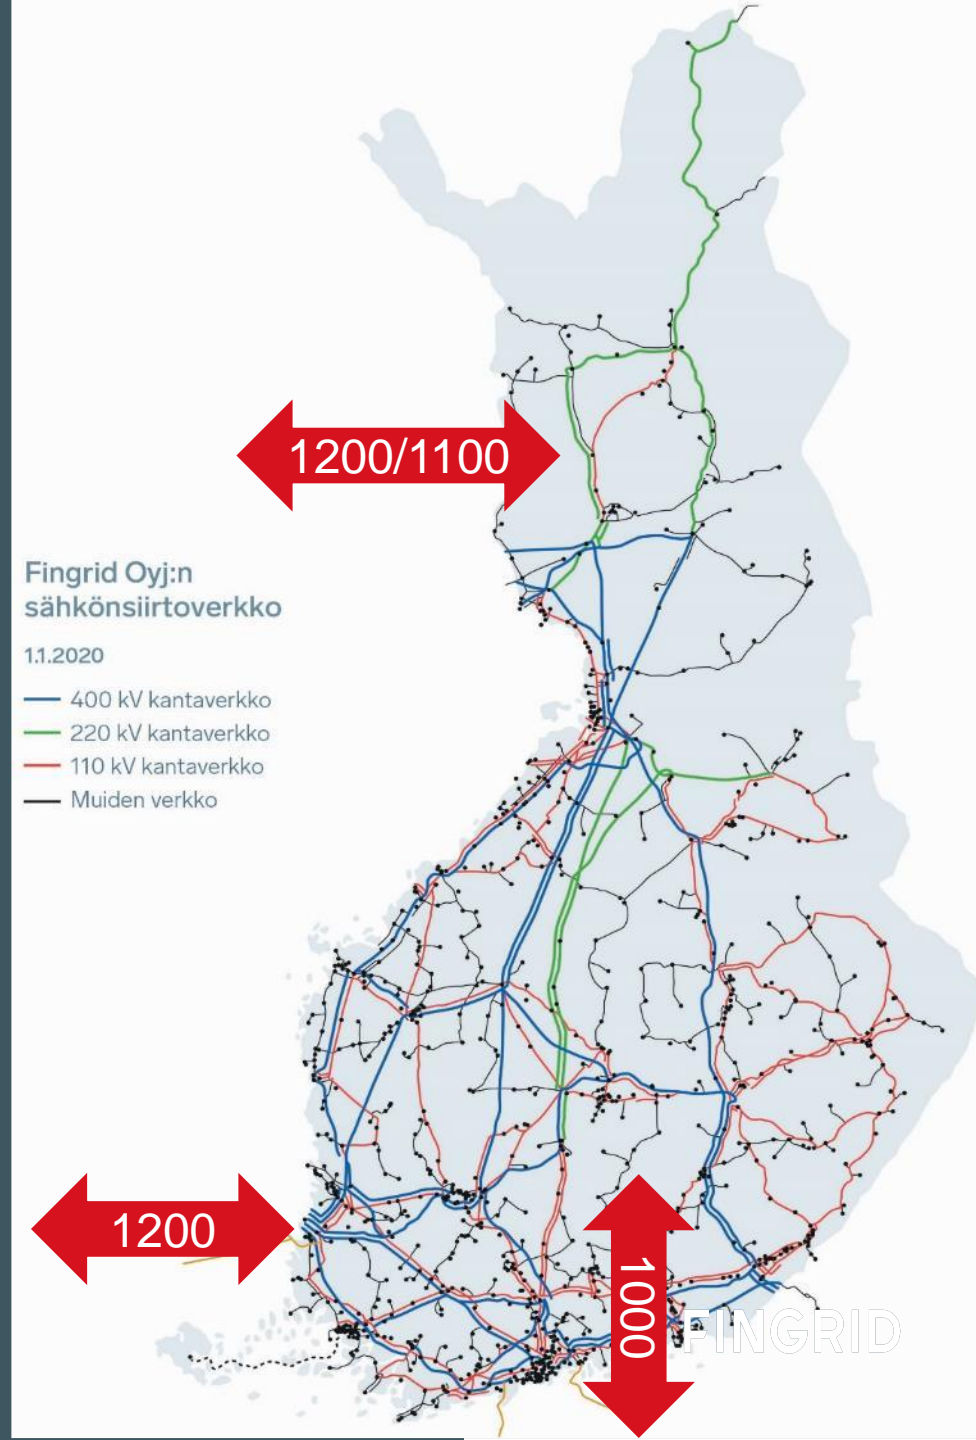 1200/1100
Fingrid Oyj:n
sähkönsiirtoverkko
1.1.2020
400 kV kantaverkko
220 kV kantaverkko
110 kV kantaverkko
Muiden verkko
1200
1000
FINGRID